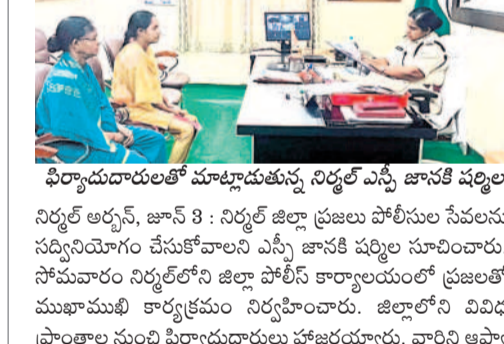 ఫిర్యాదుదారులతో మాట్లాడుతున్న నిర్మల్ ఎస్పీ జానకి షర్మిల
నిర్మల్ అర్బన్, జూన్ 3 : నిర్మల్ జిల్లా ప్రజలు పోలీసుల సేవలను
సద్వినియోగం చేసుకోవాలని ఎస్పీ జానకి షర్మిల సూచించారు.
సోమవారం నిర్మల్‌లోని జిల్లా పోలీస్ కార్యాలయంలో ప్రజలతో
ముఖాముఖి కార్యక్రమం నిర్వహించారు. జిల్లాలోని వివిధ
ప్రాంతాల నుంచి ఫిర్యాదుదారులు హాజరయ్యారు. వారిని ఆప్యా